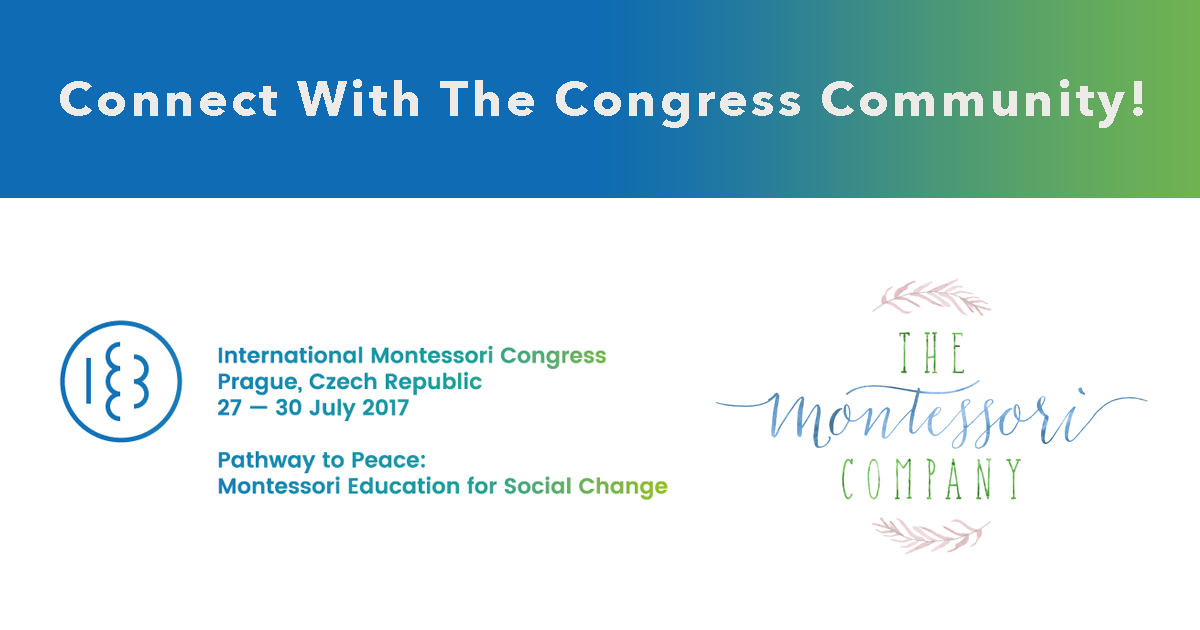 Connect With The Congress Community!
International Montessori Congress
Prague, Czech Republic
27 — 30 July 2017
Pathway to Peace:
Montessori Education for Social Change
THE
montessori
COMPANY